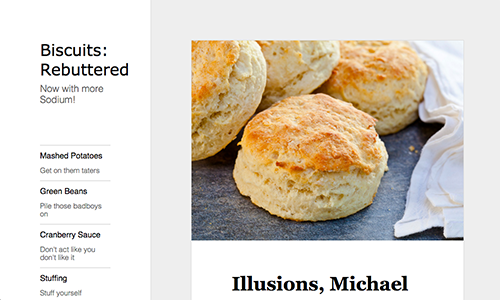 Biscuits:
Rebuttered
Now with more
Sodium!
Mashed Potatoes
Get on them taters
Green Beans
Pile those badboys
on
Cranberry Sauce
Don't act like you
don't like it
Stuffing
Stuff yourself
Illusions, Michael